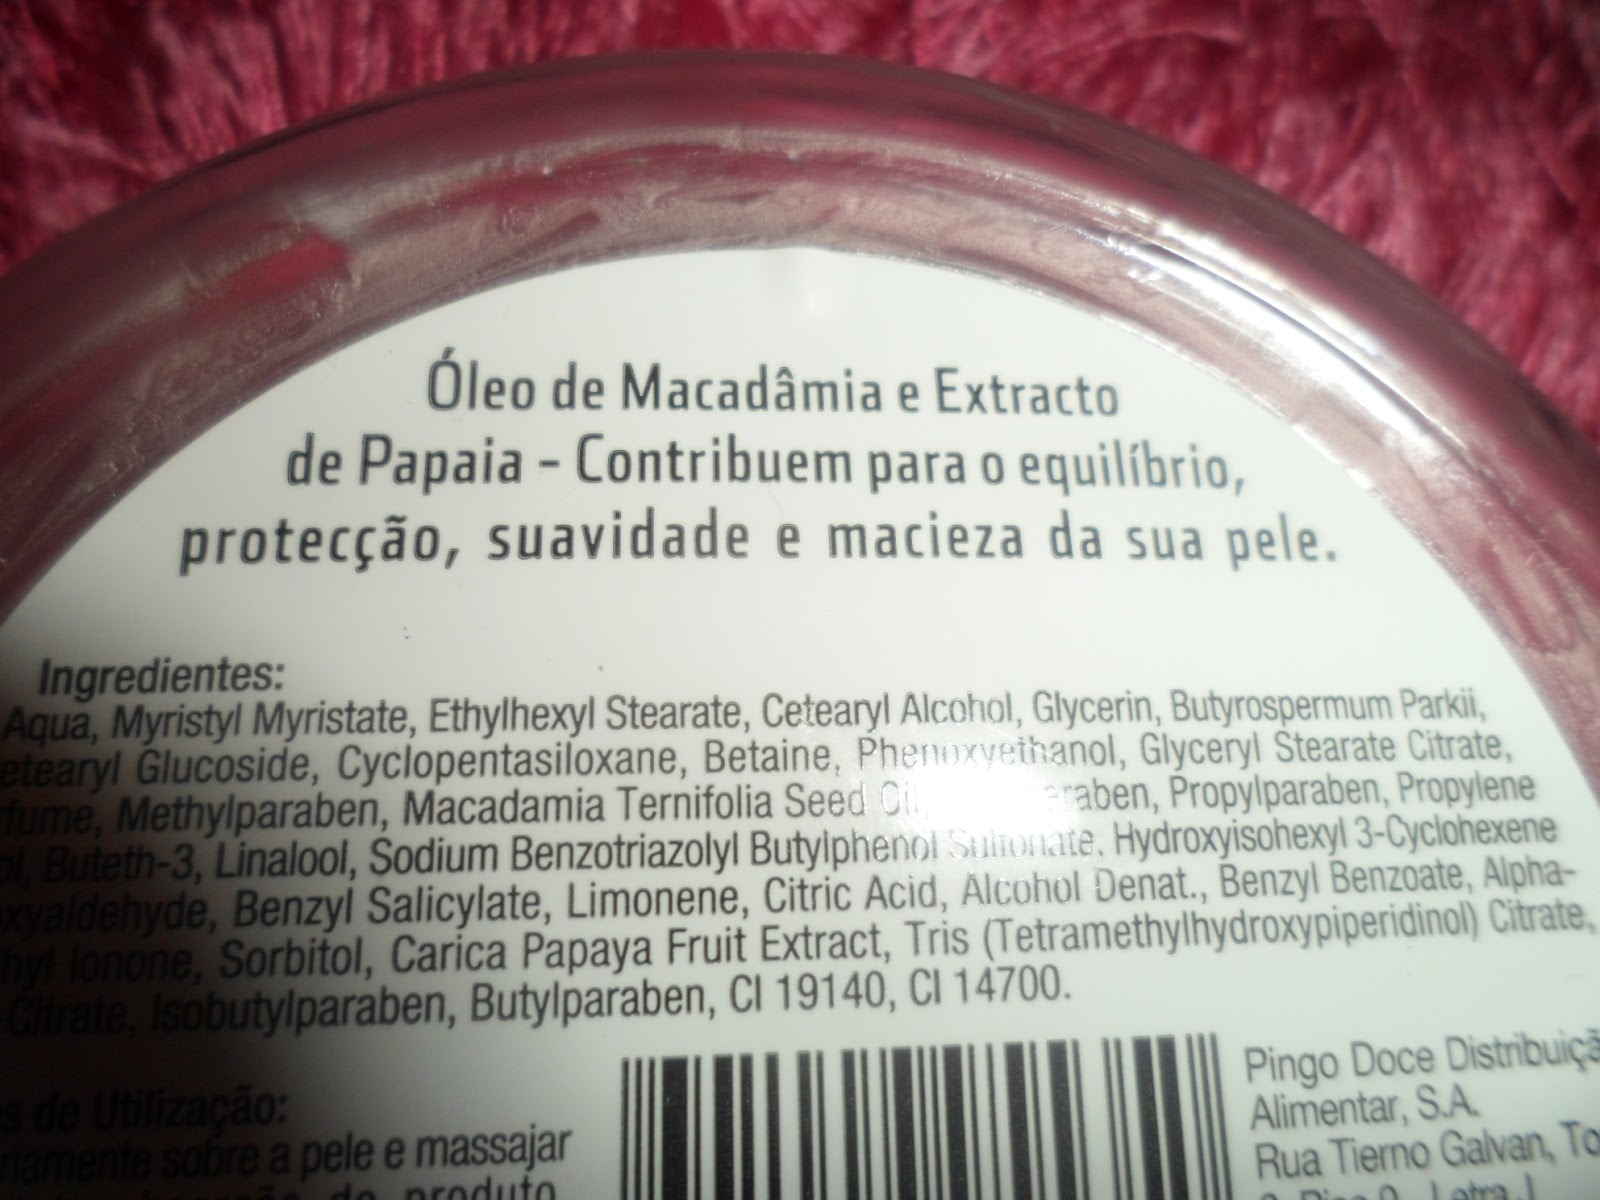 Óleo de Macadâmia e Extracto
de Papaia - Contribuem para o equilíbrio,
protecção, suavidade e macieza da sua pele.
Ingredientes:
Aqua, Myristyl Myristate, Ethylhexyl Stearate, Cetearyl Alcohol, Glycerin, Butyrospermum Parkii,
Glucoside, Cyclopentasiloxane, Betaine, Phenoxyethanol, Glyceryl Stearate Citrate,
Methylparaben, Macadamia Ternifolia Seed Oil, Propylparaben, Propylene
Buteth-3, Linalool, Sodium Benzotriazolyl Butylphenol Sulfonate, Hydroxyisohexyl 3-Cyclohexene
Benzyl Salicylate, Limonene, Citric Acid, Alcohol Denat., Benzyl Benzoate, Alpha-
Ionone, Sorbitol, Carica Papaya Fruit Extract, Tris (Tetramethylhydroxypiperidinol) Citrate,
Citrate, Isobutylparaben, Butylparaben, CI 19140, CI 14700.
de Utilização:
sobre a pele e massajar
do produto
Pingo Doce Distribuiçã
Alimentar, S.A.
Rua Tierno Galvan, To